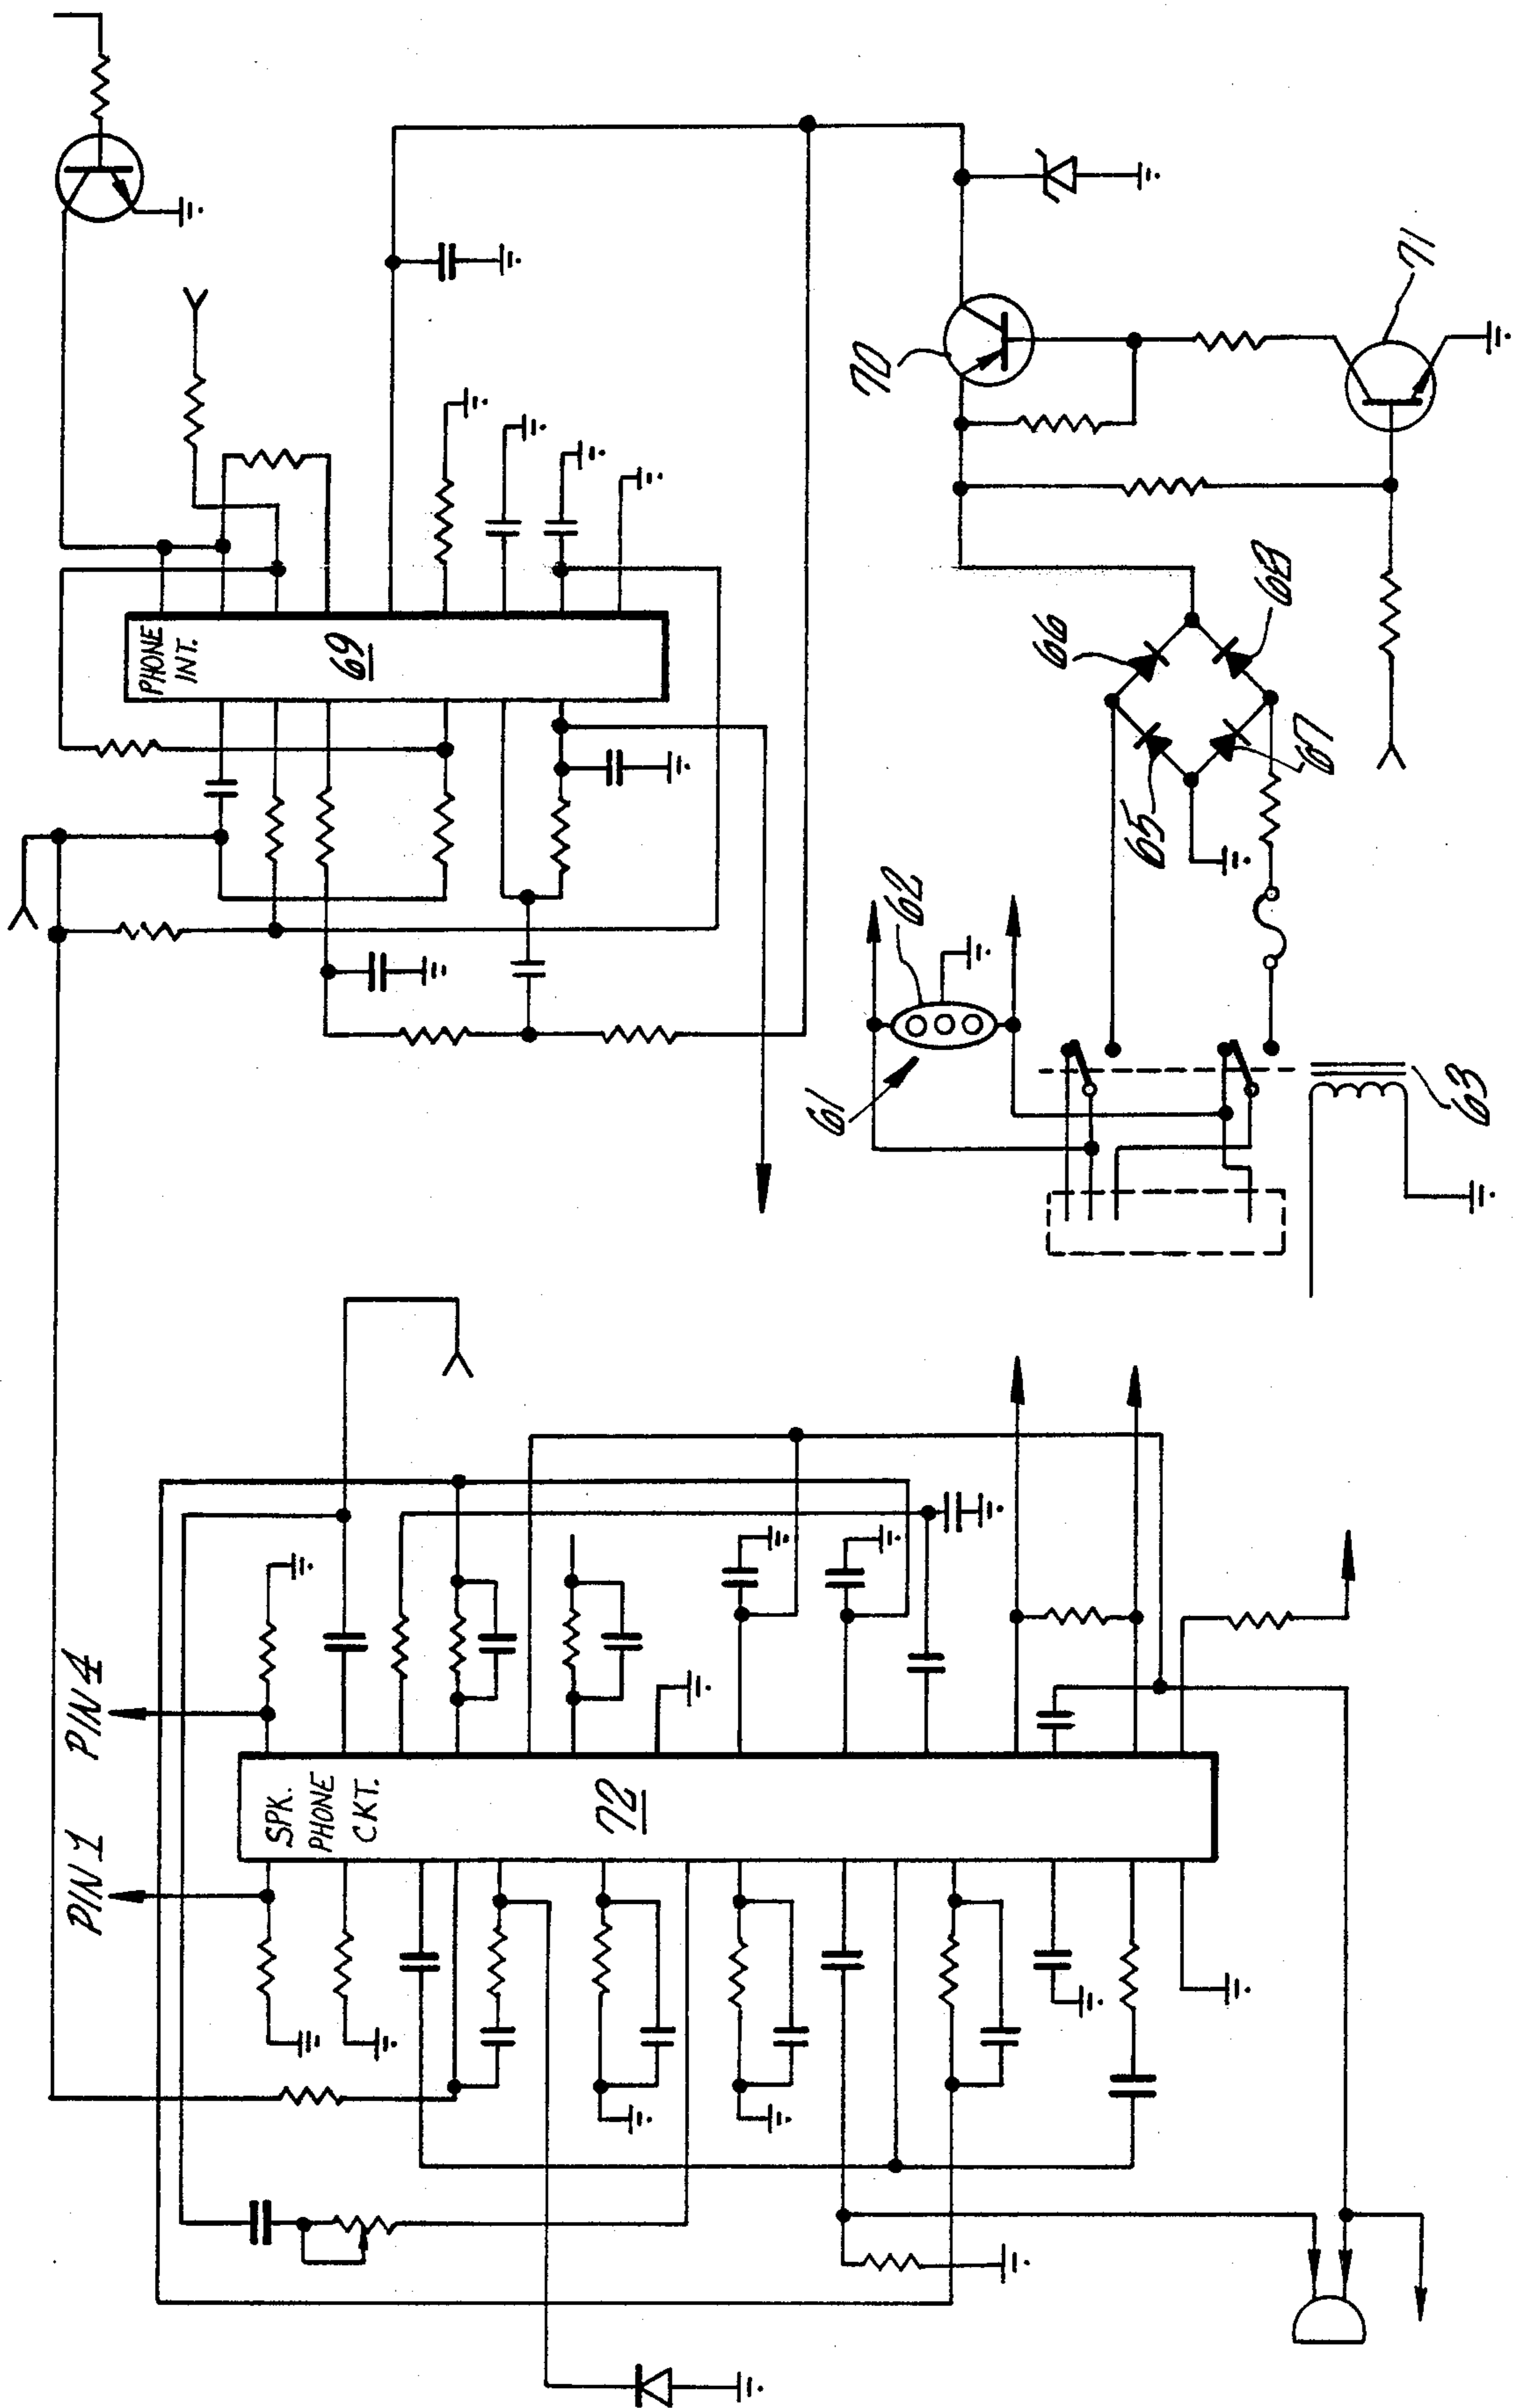 PHONE
INT.
69
70
71
66
68
65
67
62
61
63
PIN 1
PIN 4
SPK.
PHONE
CKT.
72